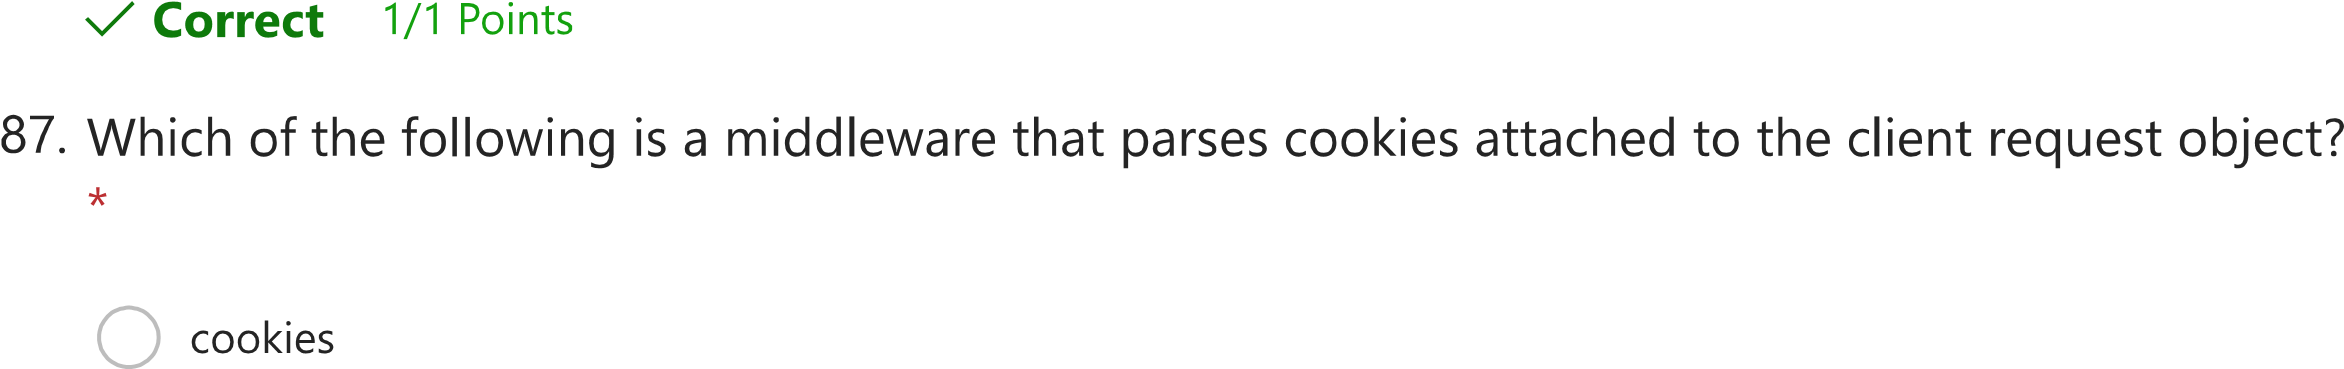 Correct 1/1 Points
87. Which of the following is a middleware that parses cookies attached to the client request object?
*
cookies